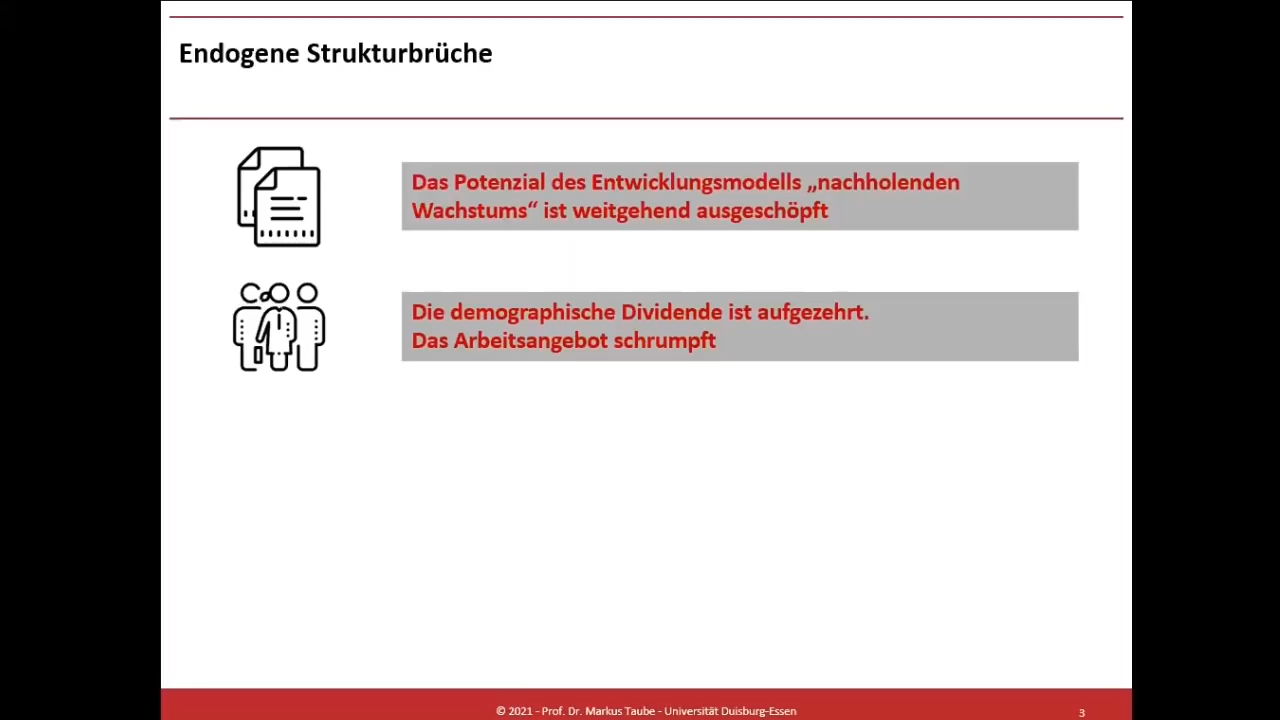 Endogene Strukturbrüche
Das Potenzial des Entwicklungsmodells „nachholenden
Wachstums“ ist weitgehend ausgeschöpft
Die demographische Dividende ist aufgezehrt.
Das Arbeitsangebot schrumpft
© 2021 - Prof. Dr. Markus Taube - Universität Duisburg-Essen
3